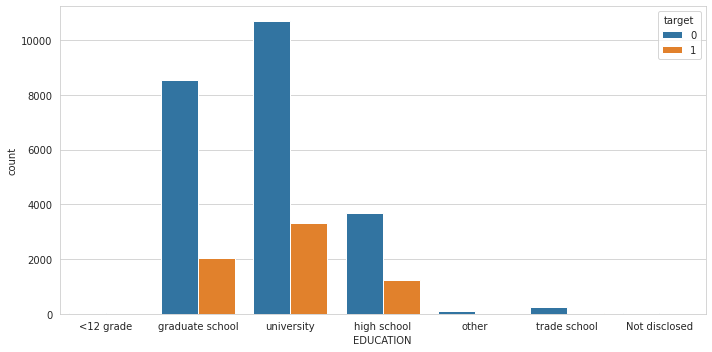 target
0
1
10000
8000
6000
4000
2000
0
count
<12 grade graduate school university high school other trade school Not disclosed
EDUCATION